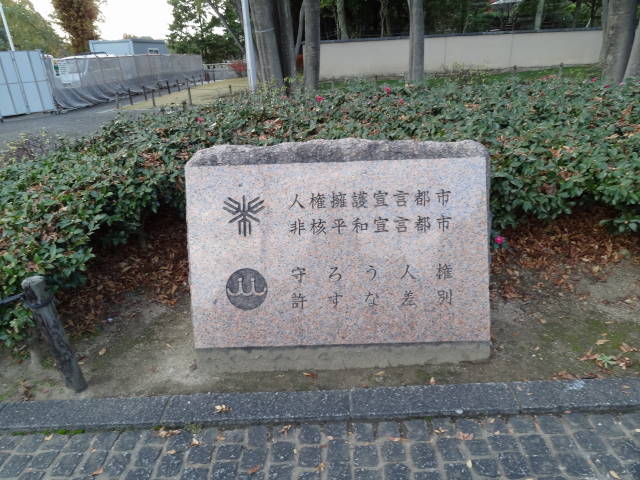 人権擁護宣言都市
非核平和宣言都市
守ろう人権
許すな差別